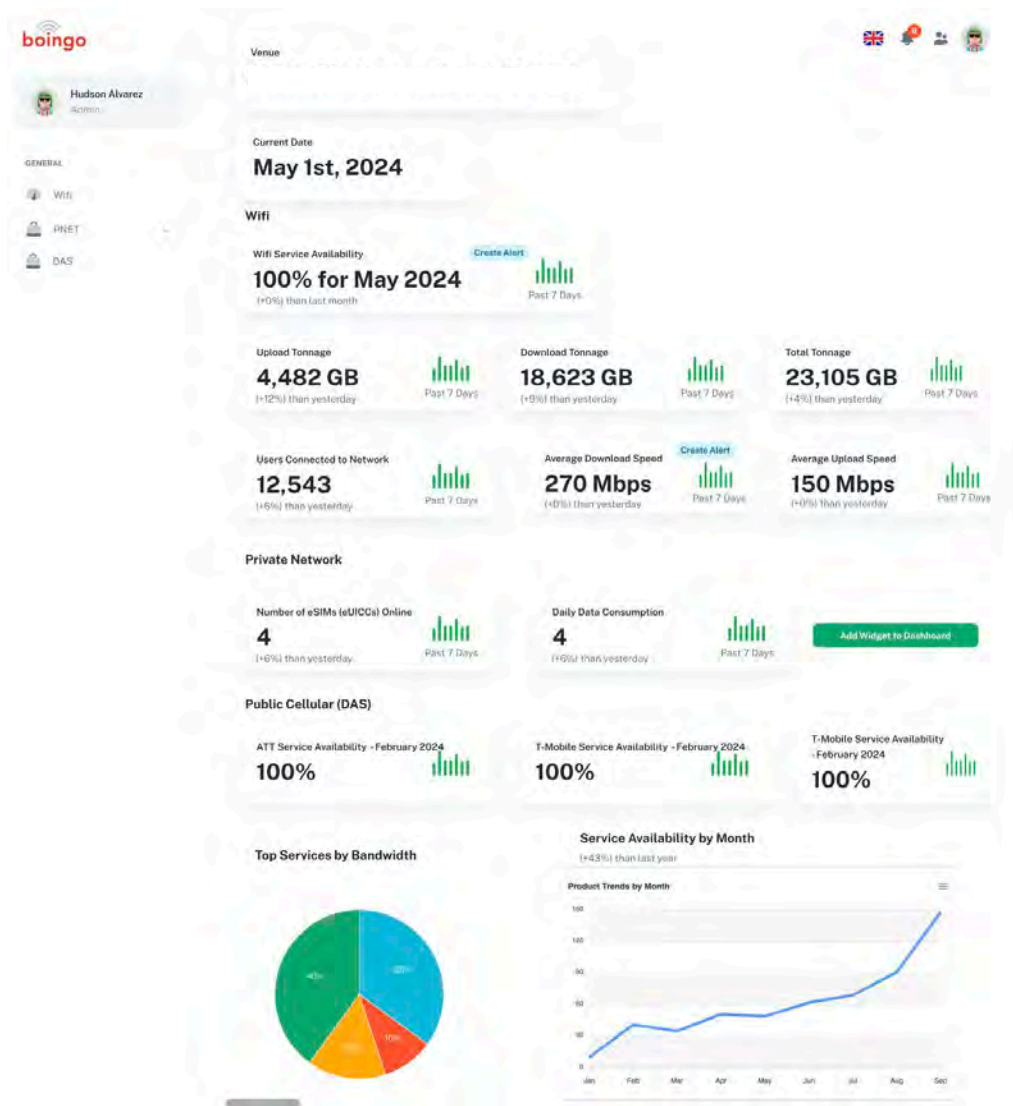 boingo
Hudson Alvarez
Admin
GENERAL
Wifi
PNET
DAS
Venue
Current Date
May 1st, 2024
Wifi
Wifi Service Availability
Create Alert
100% for May 2024
(+0%) than last month
Past 7 Days
Upload Tonnage
4,482 GB
(+12%) than yesterday
Past 7 Days
Download Tonnage
18,623 GB
(+9%) than yesterday
Past 7 Days
Total Tonnage
23,105 GB
(+4%) than yesterday
Past 7 Days
Users Connected to Network
12,543
(+6%) than yesterday
Past 7 Days
Average Download Speed
Create Alert
270 Mbps
(+0%) than yesterday
Past 7 Days
Average Upload Speed
150 Mbps
(+0%) than yesterday
Past 7 Days
Private Network
Number of eSIMs (eUICCs) Online
4
(+6%) than yesterday
Past 7 Days
Daily Data Consumption
4
(+6%) than yesterday
Past 7 Days
Add Widget to Dashboard
Public Cellular (DAS)
ATT Service Availability - February 2024
100%
T-Mobile Service Availability - February 2024
100%
T-Mobile Service Availability
- February 2024
100%
Top Services by Bandwidth
40%
10%
Service Availability by Month
(+43%) than last year
Product Trends by Month
150
120
90
60
30
0
Jan
Feb
Mar
Apr
May
Jun
Jul
Aug
Sep